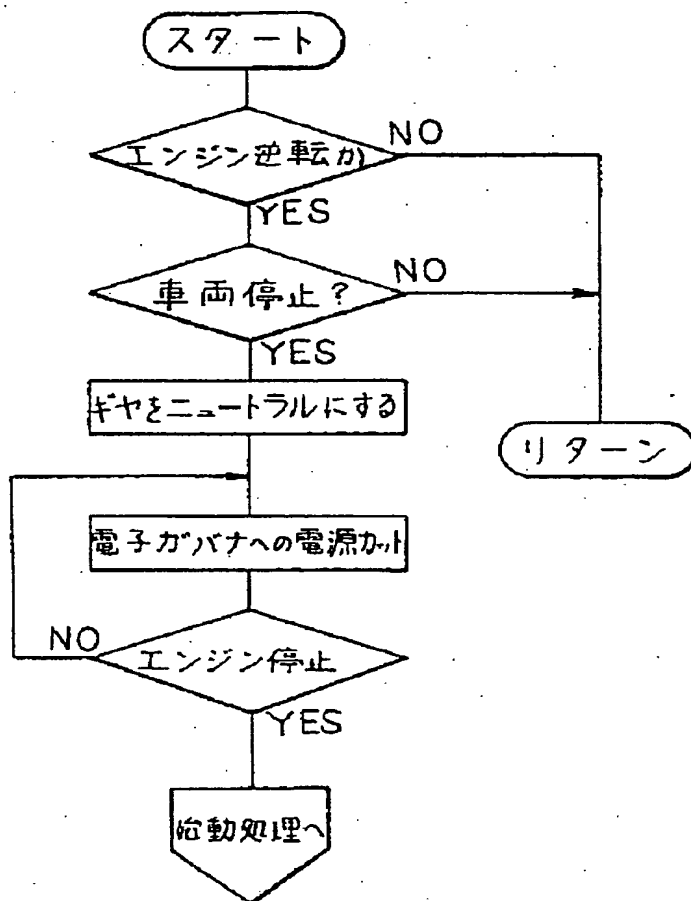 スタート
エンジン逆転か
NO
YES
車両停止?
NO
YES
ギヤをニュートラルにする
リターン
電子ガバナへの電源カット
エンジン停止
NO
YES
始動処理へ